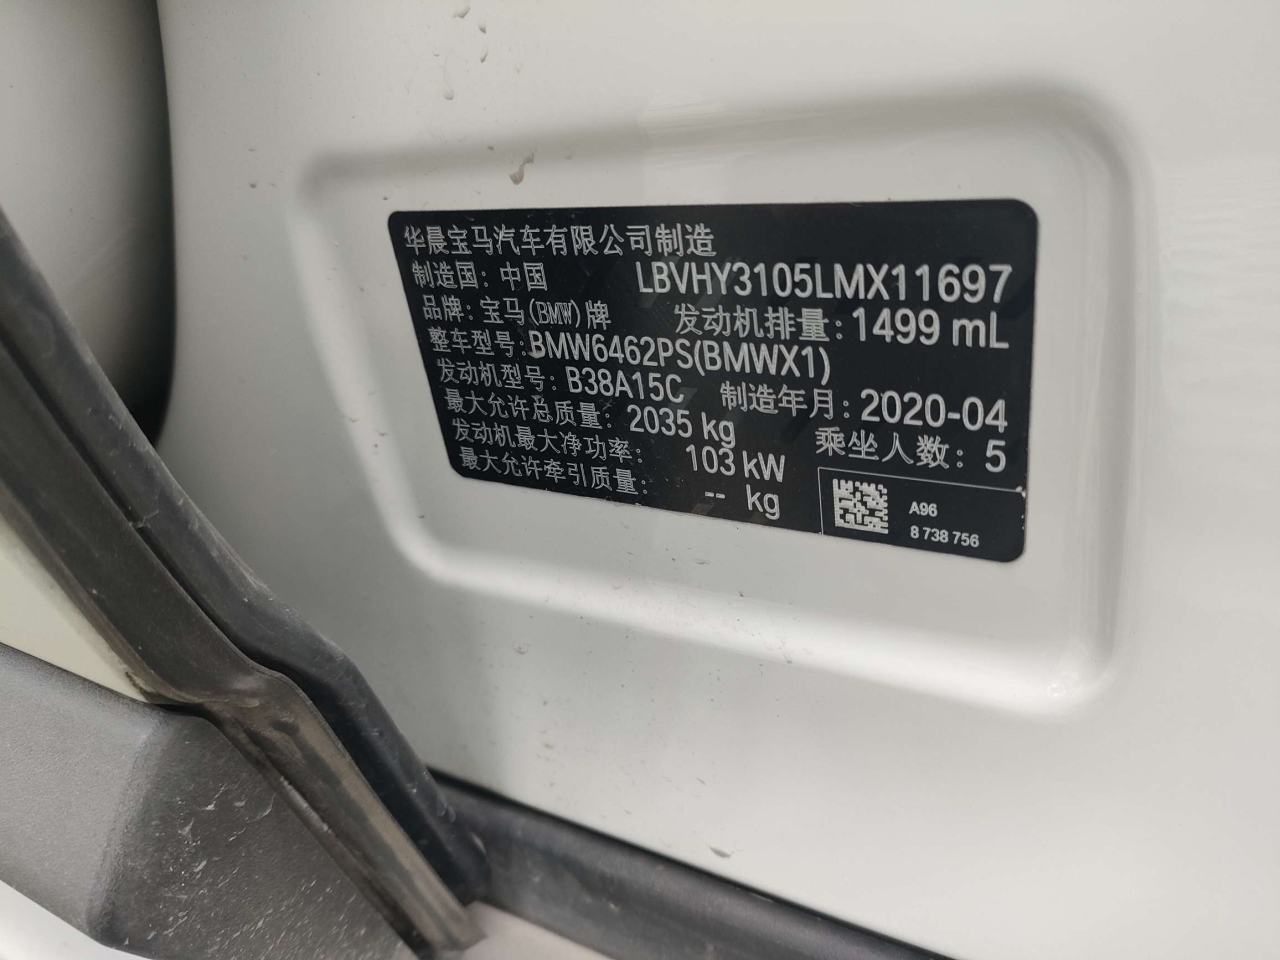 华晨宝马汽车有限公司制造
制造国: 中国 LBVHY3105LMX11697
品牌: 宝马(BMW)牌 发动机排量: 1499 mL
整车型号: BMW6462PS(BMWX1)
发动机型号: B38A15C 制造年月: 2020-04
最大允许总质量: 2035 kg 乘坐人数: 5
发动机最大净功率: 103 kW
最大允许牵引质量: -- kg
A96
8 738 756